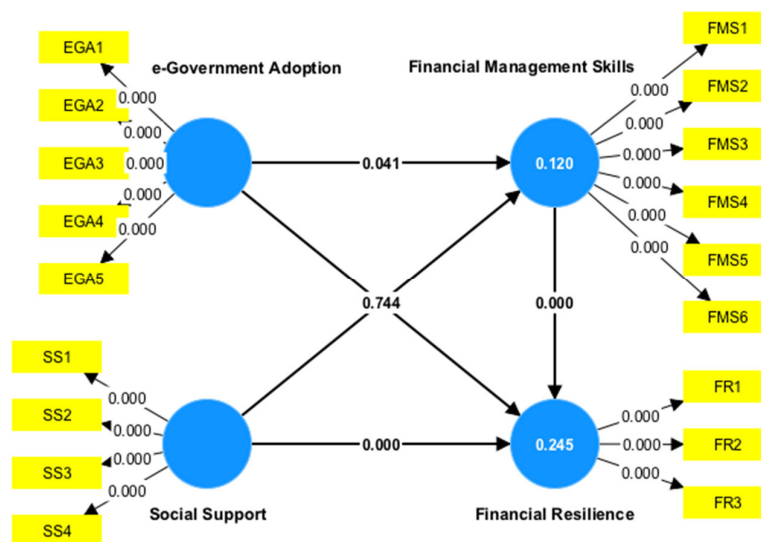 EGA1
EGA2
EGA3
EGA4
EGA5
0.000
0.000
0.000
0.000
0.000
e-Government Adoption
Financial Management Skills
0.041
0.120
FMS1
FMS2
FMS3
FMS4
FMS5
FMS6
0.000
0.000
0.000
0.000
0.000
0.000
0.744
0.000
SS1
SS2
SS3
SS4
0.000
0.000
0.000
0.000
0.000
0.245
FR1
FR2
FR3
0.000
0.000
0.000
Social Support
Financial Resilience